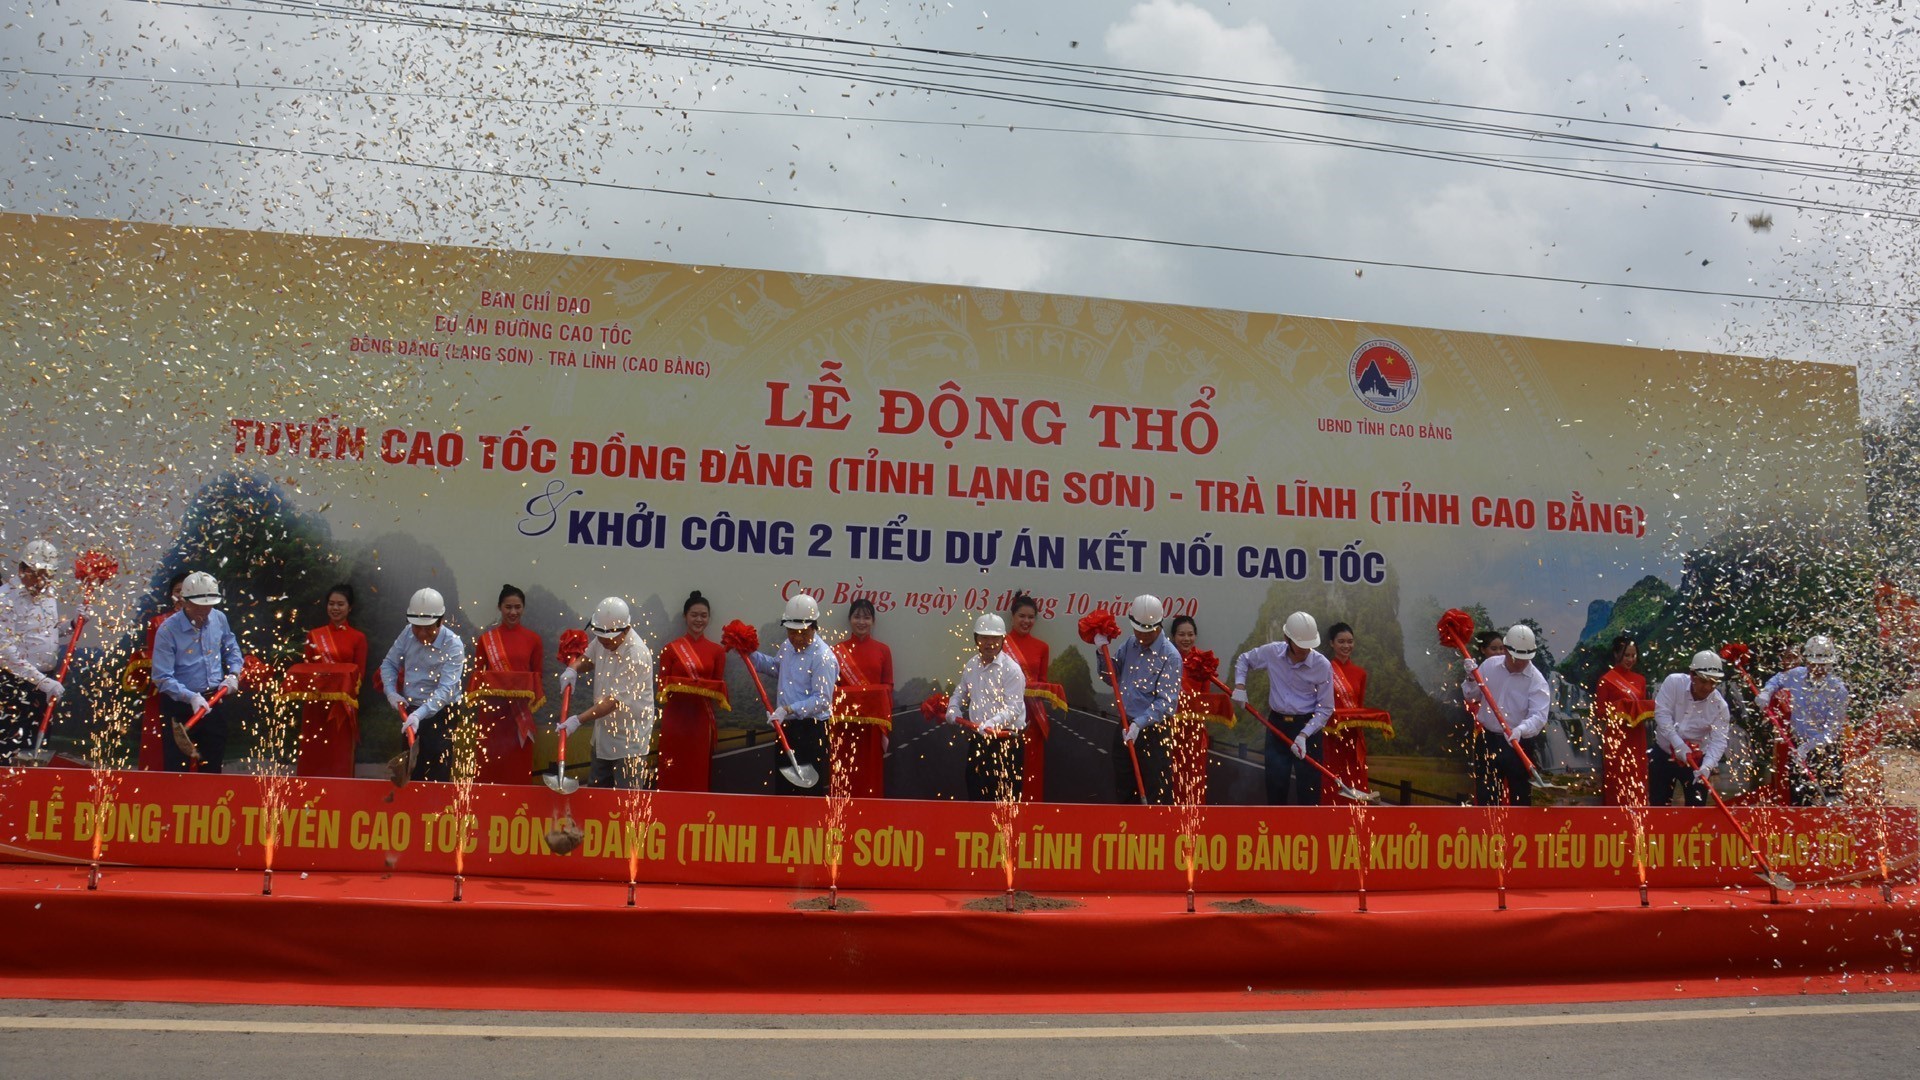 BAN CHỈ ĐẠO
DỰ ÁN ĐƯỜNG CAO TỐC
ĐỒNG ĐĂNG (LẠNG SƠN) - TRÀ LĨNH (CAO BẰNG)
UBND TỈNH CAO BẰNG
LỄ ĐỘNG THỔ
TUYẾN CAO TỐC ĐỒNG ĐĂNG (TỈNH LẠNG SƠN) - TRÀ LĨNH (TỈNH CAO BẰNG)
& KHỞI CÔNG 2 TIỂU DỰ ÁN KẾT NỐI CAO TỐC
Cao Bằng, ngày 03 tháng 10 năm 2020
LỄ ĐỘNG THỔ TUYẾN CAO TỐC ĐỒNG ĐĂNG (TỈNH LẠNG SƠN) - TRÀ LĨNH (TỈNH CAO BẰNG) VÀ KHỞI CÔNG 2 TIỂU DỰ ÁN KẾT NỐI CAO TỐC